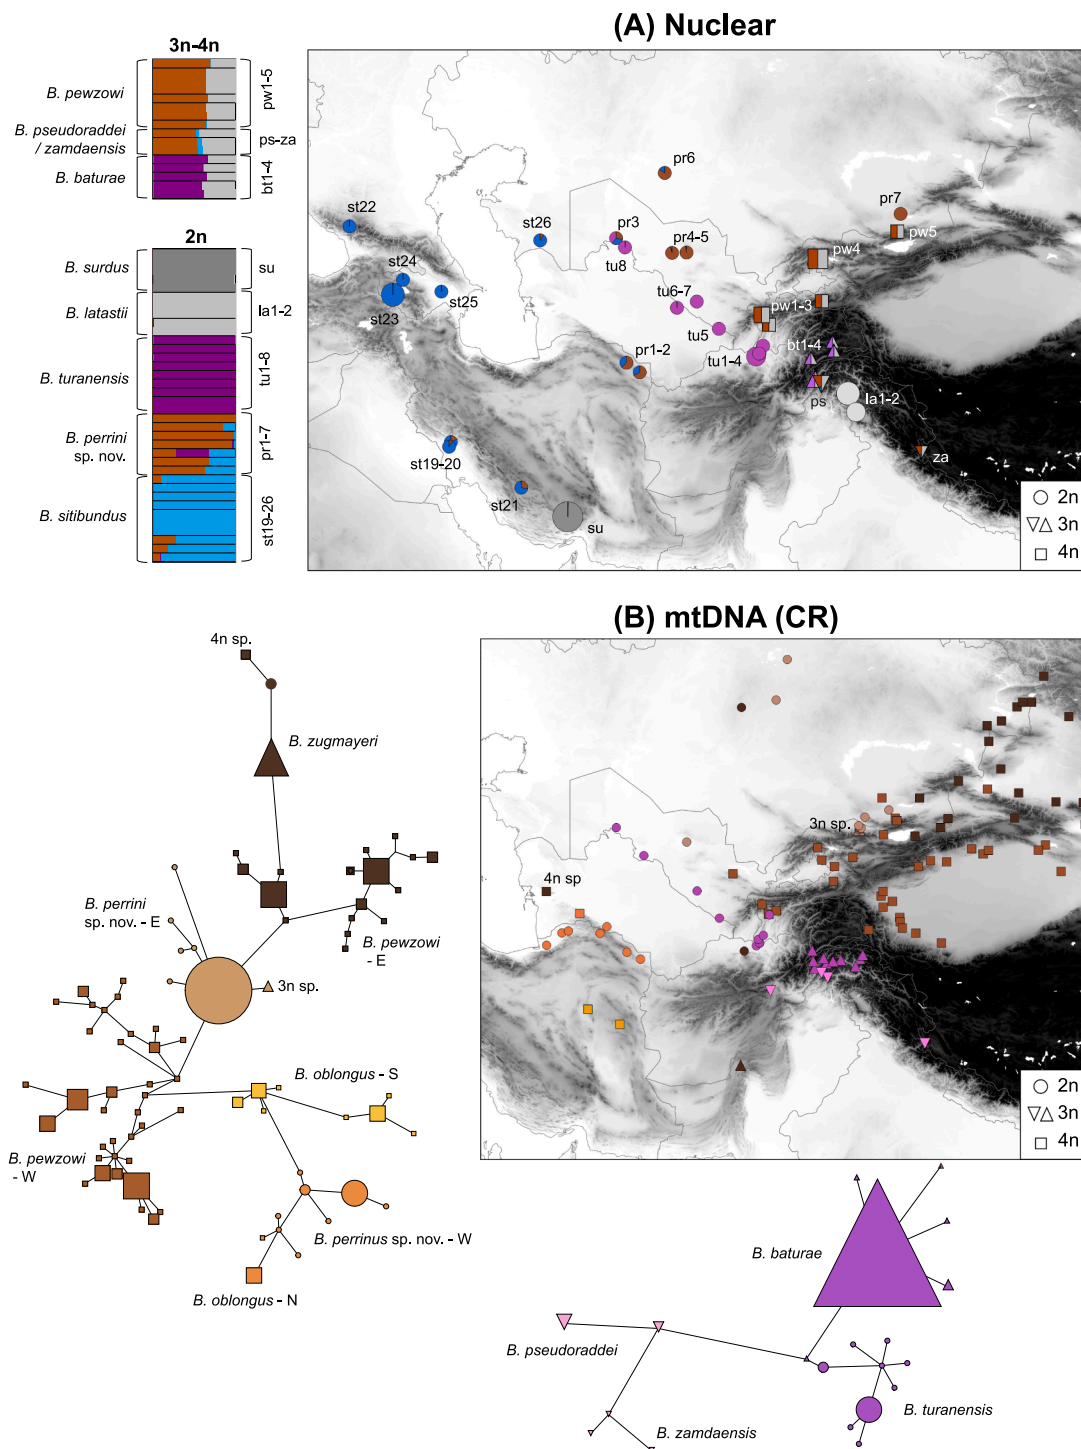 (A) Nuclear
3n-4n
B. pewzowi
pw1-5
B. pseudoraddei
/ zamdaensis
ps-za
B. baturae
bt1-4
2n
B. surdus
su
B. latastii
la1-2
B. turanensis
tu1-8
B. perrini
sp. nov.
pr1-7
B. sitibundus
st19-26
pr6
st22
st26
pr3
pr7
pw5
tu8
pr4-5
pw4
st24
st25
st23
tu6-7
pw1-3
tu5
pr1-2
tu1-4
bt1-4
ps
la1-2
st19-20
za
st21
su
2n
3n
4n
(B) mtDNA (CR)
4n sp.
B. zugmayeri
B. perrini
sp. nov. - E
B. pewzowi
- E
3n sp.
B. oblongus - S
B. pewzowi
- W
B. perrinus sp. nov. - W
B. oblongus - N
3n sp.
4n sp
2n
3n
4n
B. baturae
B. pseudoraddei
B. zamdaensis
B. turanensis